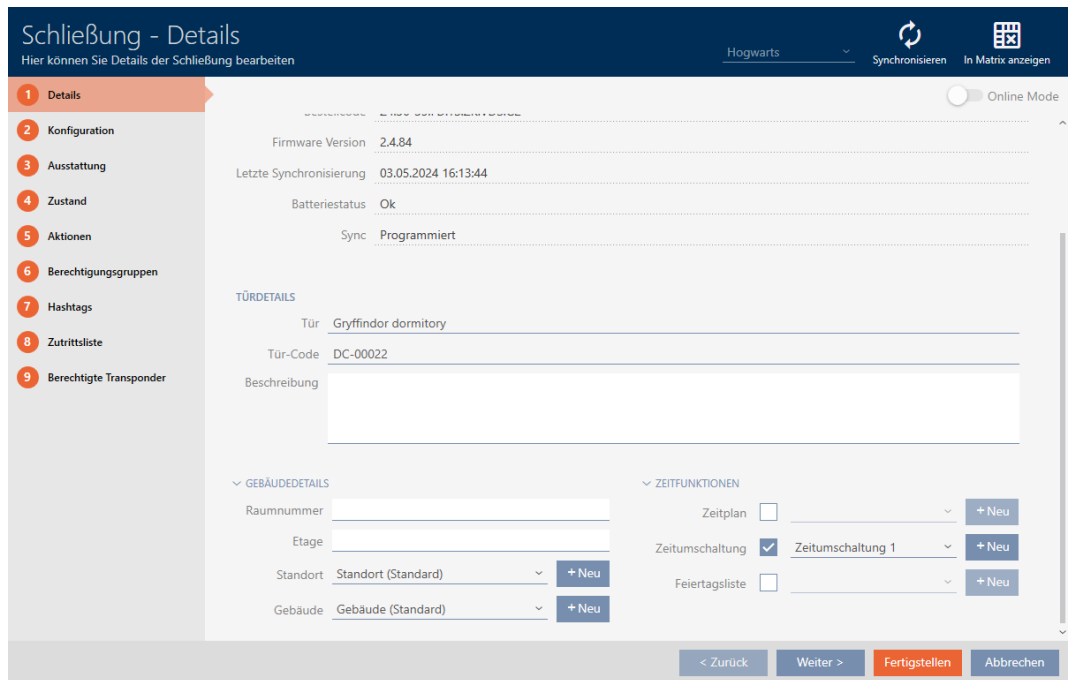 Schließung - Details
Hier können Sie Details der Schließung bearbeiten
Hogwarts
Synchronisieren
In Matrix anzeigen
1 Details
2 Konfiguration
3 Ausstattung
4 Zustand
5 Aktionen
6 Berechtigungsgruppen
7 Hashtags
8 Zutrittsliste
9 Berechtigte Transponder
Online Mode
Firmware Version 2.4.84
Letzte Synchronisierung 03.05.2024 16:13:44
Batteriestatus Ok
Sync Programmiert
TÜRDETAILS
Tür Gryffindor dormitory
Tür-Code DC-00022
Beschreibung
GEBÄUDEDETAILS
Raumnummer
Etage
Standort Standort (Standard) + Neu
Gebäude Gebäude (Standard) + Neu
ZEITFUNKTIONEN
Zeitplan + Neu
Zeitumschaltung Zeitumschaltung 1 + Neu
Feiertagsliste + Neu
< Zurück
Weiter >
Fertigstellen
Abbrechen